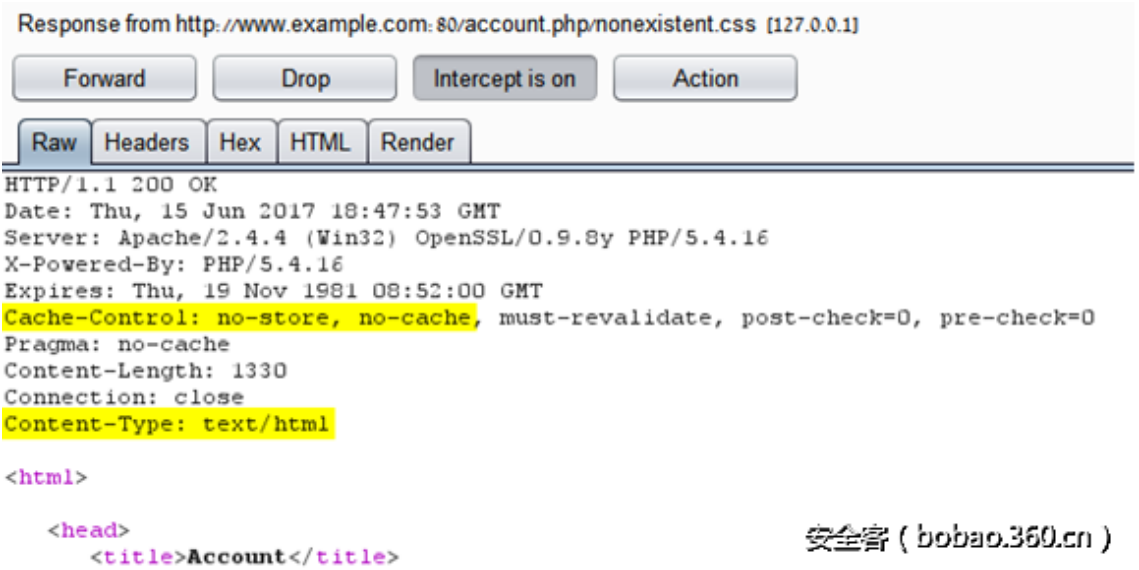 Response from http://www.example.com:80/account.php/nonexistent.css [127.0.0.1]
Forward Drop Intercept is on Action
Raw Headers Hex HTML Render
HTTP/1.1 200 OK
Date: Thu, 15 Jun 2017 18:47:53 GMT
Server: Apache/2.4.4 (Win32) OpenSSL/0.9.8y PHP/5.4.16
X-Powered-By: PHP/5.4.16
Expires: Thu, 19 Nov 1981 08:52:00 GMT
Cache-Control: no-store, no-cache, must-revalidate, post-check=0, pre-check=0
Pragma: no-cache
Content-Length: 1330
Connection: close
Content-Type: text/html
<html>
<head>
<title>Account</title>
安全客（bobao.360.cn）